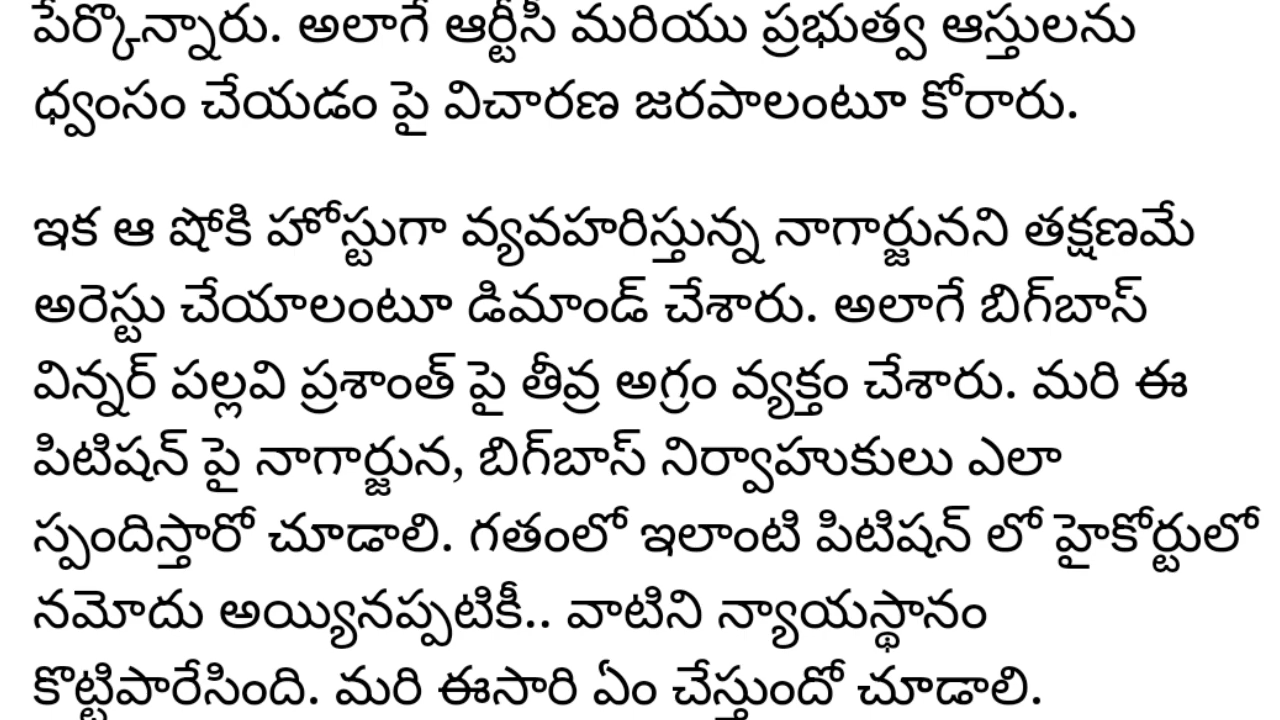 పేర్కొన్నారు. అలాగే ఆర్టీసీ మరియు ప్రభుత్వ ఆస్తులను
ధ్వంసం చేయడం పై విచారణ జరపాలంటూ కోరారు.
ఇక ఆ షోకి హోస్టుగా వ్యవహరిస్తున్న నాగార్జునని తక్షణమే
అరెస్టు చేయాలంటూ డిమాండ్ చేశారు. అలాగే బిగ్‌బాస్
విన్నర్ పల్లవి ప్రశాంత్ పై తీవ్ర అగ్రం వ్యక్తం చేశారు. మరి ఈ
పిటిషన్ పై నాగార్జున, బిగ్‌బాస్ నిర్వాహుకులు ఎలా
స్పందిస్తారో చూడాలి. గతంలో ఇలాంటి పిటిషన్ లో హైకోర్టులో
నమోదు అయ్యినప్పటికీ.. వాటిని న్యాయస్థానం
కొట్టిపారేసింది. మరి ఈసారి ఏం చేస్తుందో చూడాలి.